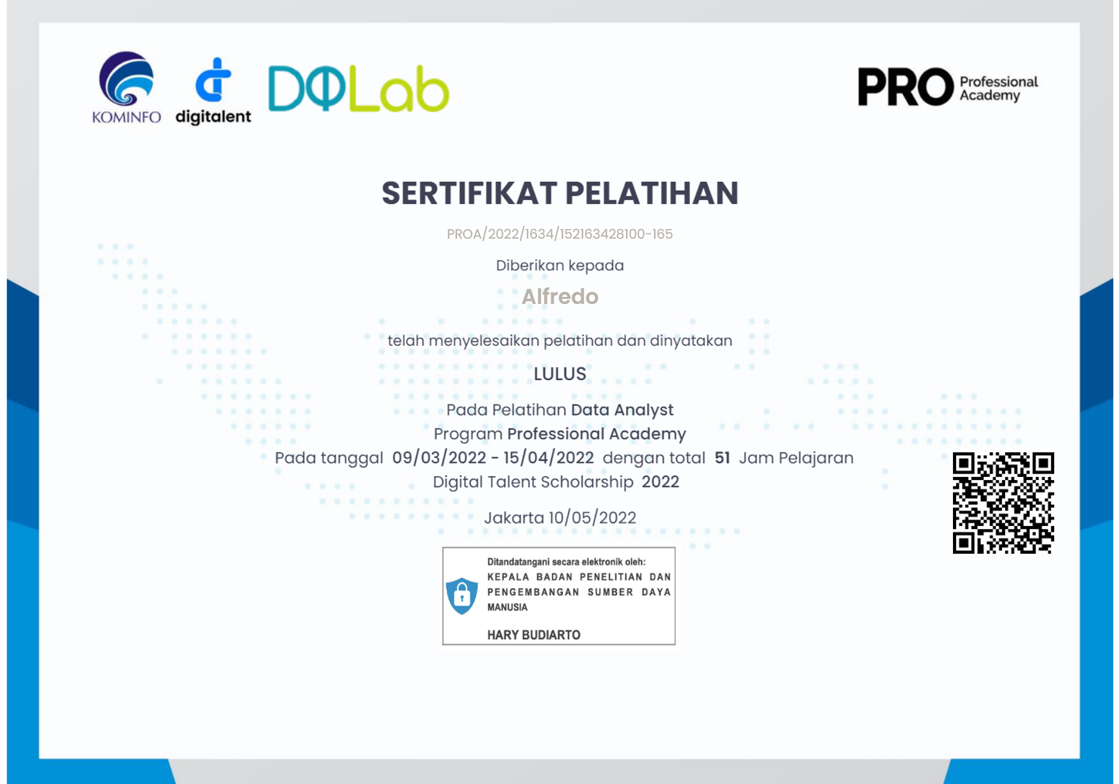 KOMINFO
digitalent
DQLab
PRO Professional
Academy
SERTIFIKAT PELATIHAN
PROA/2022/1634/152163428100-165
Diberikan kepada
Alfredo
telah menyelesaikan pelatihan dan dinyatakan
LULUS
Pada Pelatihan Data Analyst
Program Professional Academy
Pada tanggal 09/03/2022 - 15/04/2022 dengan total 51 Jam Pelajaran
Digital Talent Scholarship 2022
Jakarta 10/05/2022
Ditandatangani secara elektronik oleh:
KEPALA BADAN PENELITIAN DAN
PENGEMBANGAN SUMBER DAYA
MANUSIA
HARY BUDIARTO